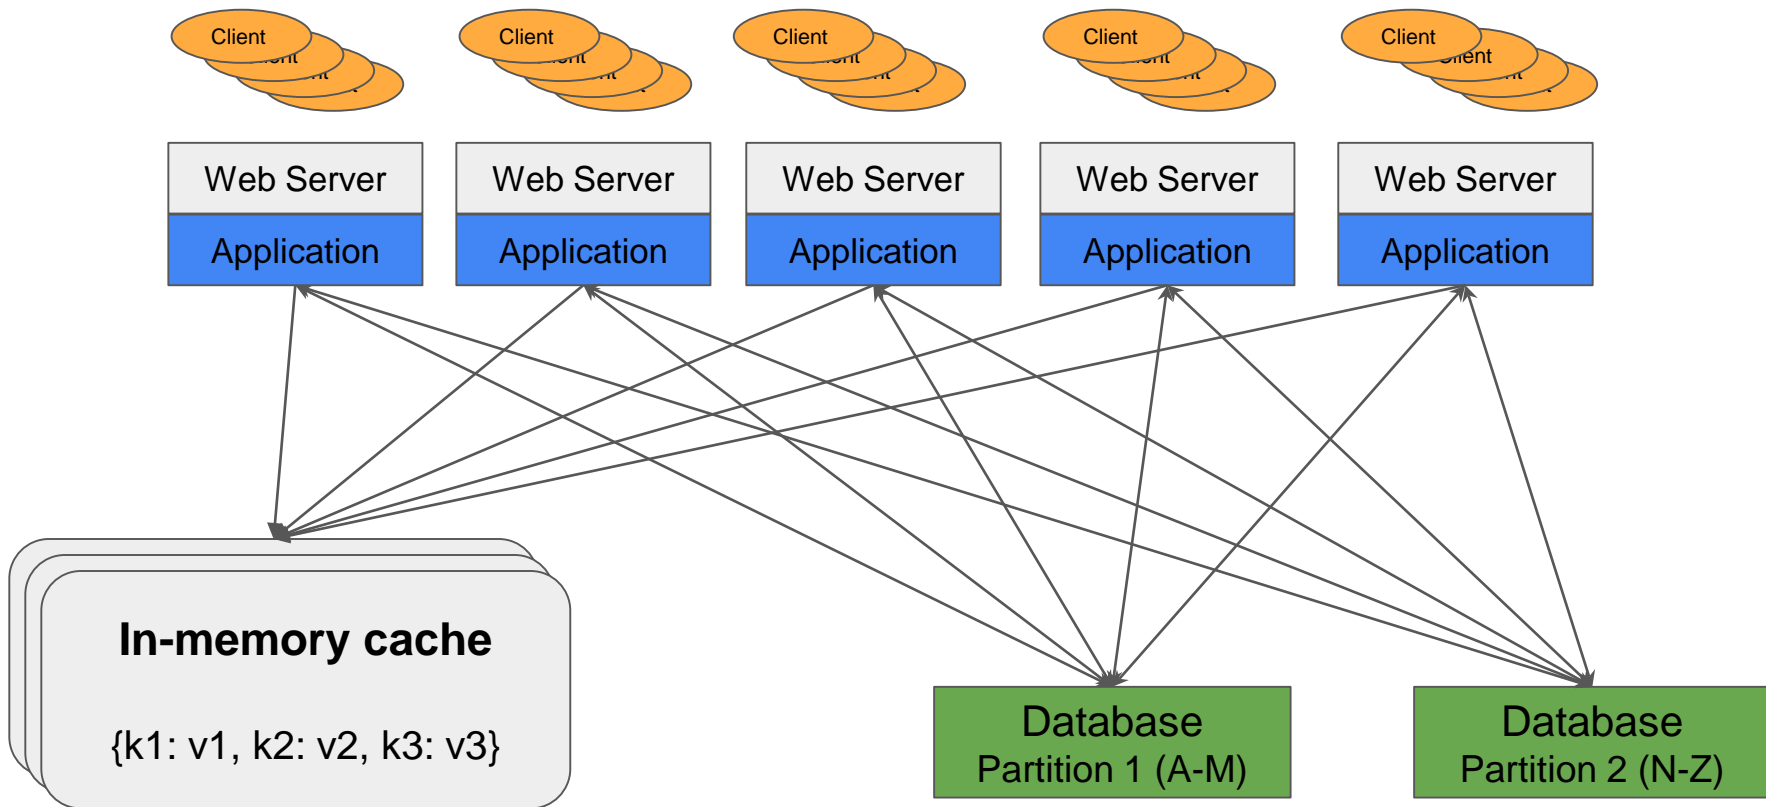 Client
Client
Client
Client
Client
Client
Web Server
Web Server
Web Server
Web Server
Web Server
Application
Application
Application
Application
Application
In-memory cache
{k1: v1, k2: v2, k3: v3}
Database
Partition 1 (A-M)
Database
Partition 2 (N-Z)